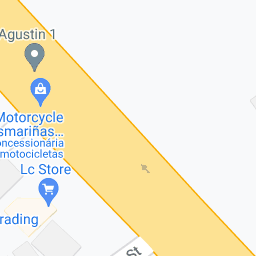 Agustin 1
Motorcycle
smariñas...
concessionária
motocicletas
Lc Store
rading
St